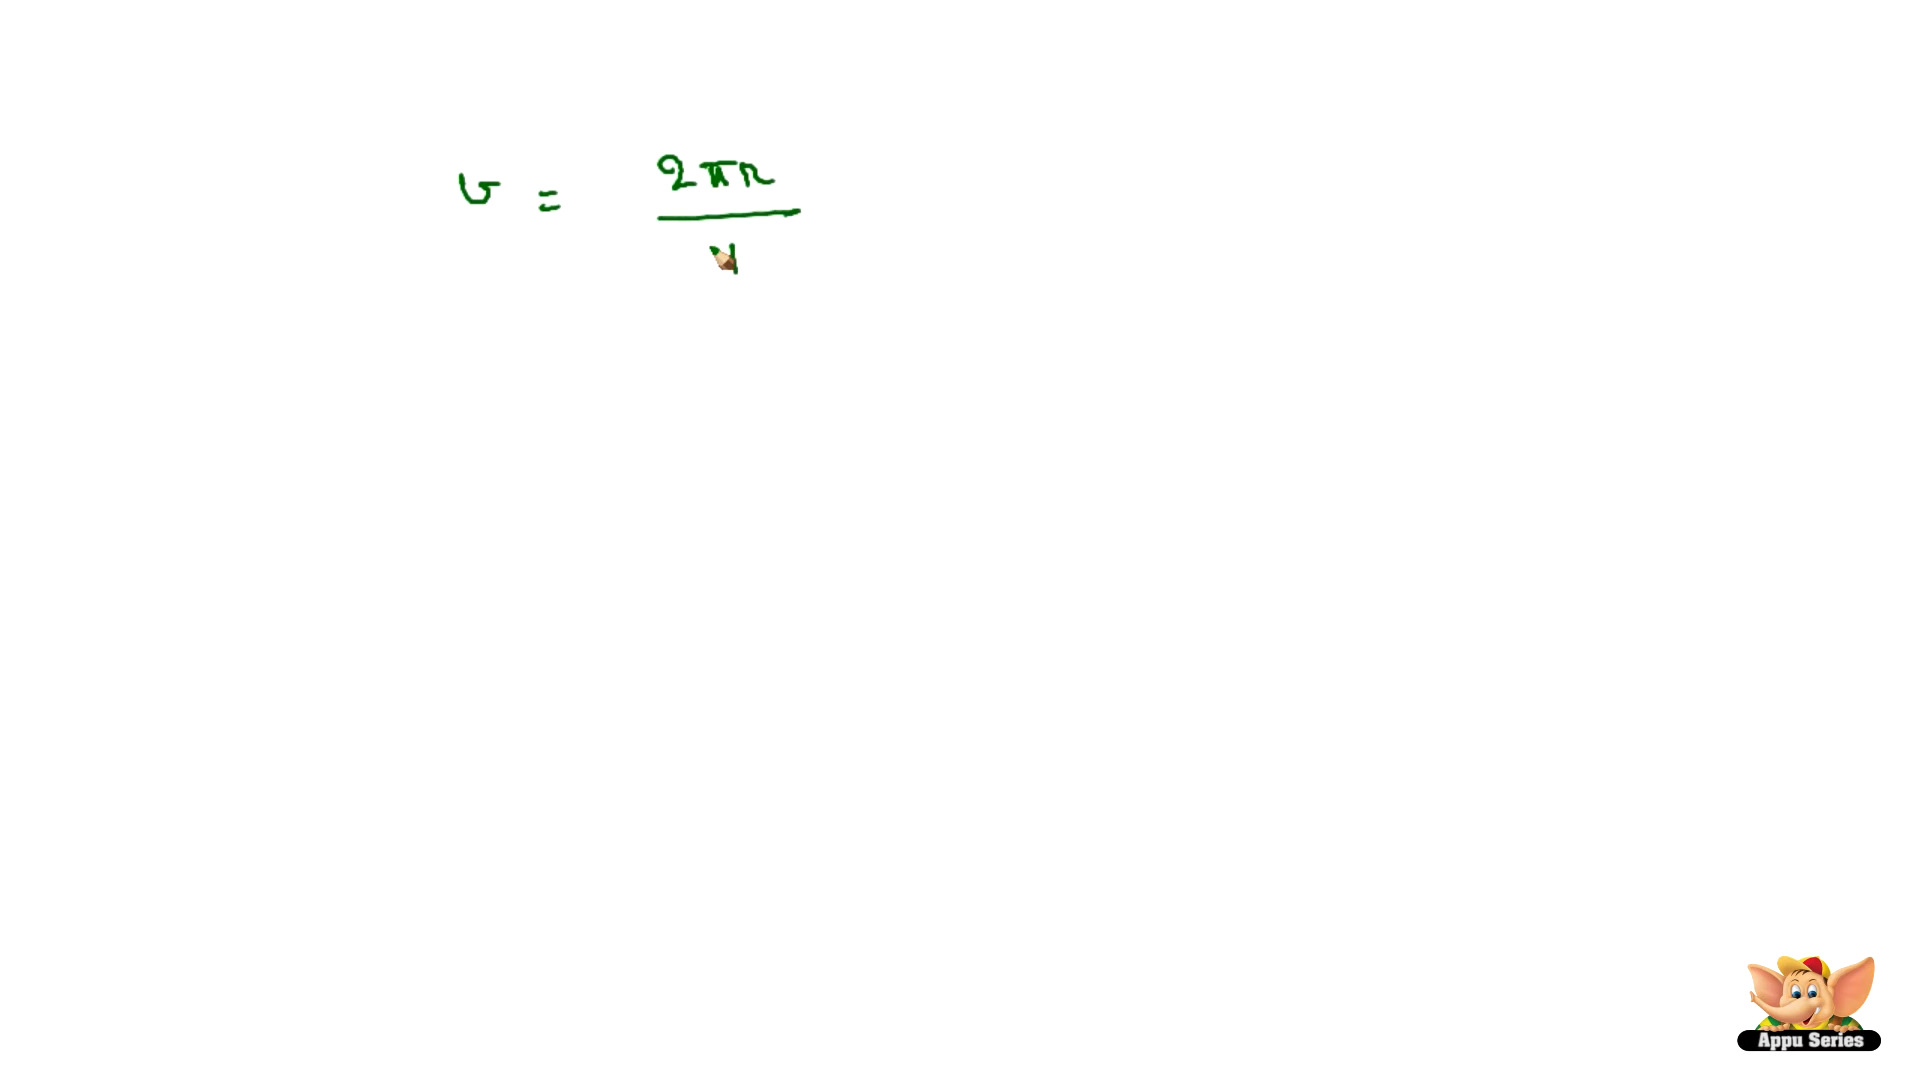 v = 2πr
Appu Series